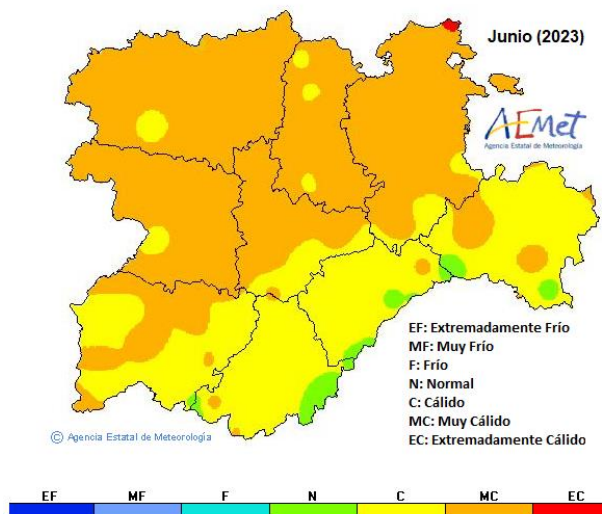 Junio (2023)
AEMet
Agencia Estatal de Meteorología
EF: Extremadamente Frío
MF: Muy Frío
F: Frío
N: Normal
C: Cálido
MC: Muy Cálido
EC: Extremadamente Cálido
© Agencia Estatal de Meteorología
EF MF F N C MC EC